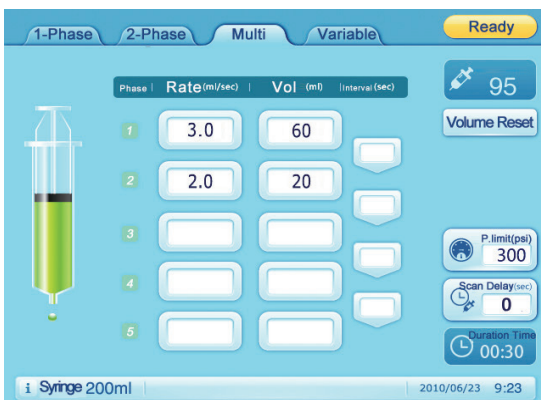 1-Phase 2-Phase Multi Variable Ready
Phase Rate(ml/sec) Vol (ml) Interval(sec)
95
Volume Reset
1 3.0 60
2 2.0 20
3
4
5
P.limit(psi)
300
Scan Delay(sec)
0
Duration Time
00:30
i Syringe 200ml 2010/06/23 9:23